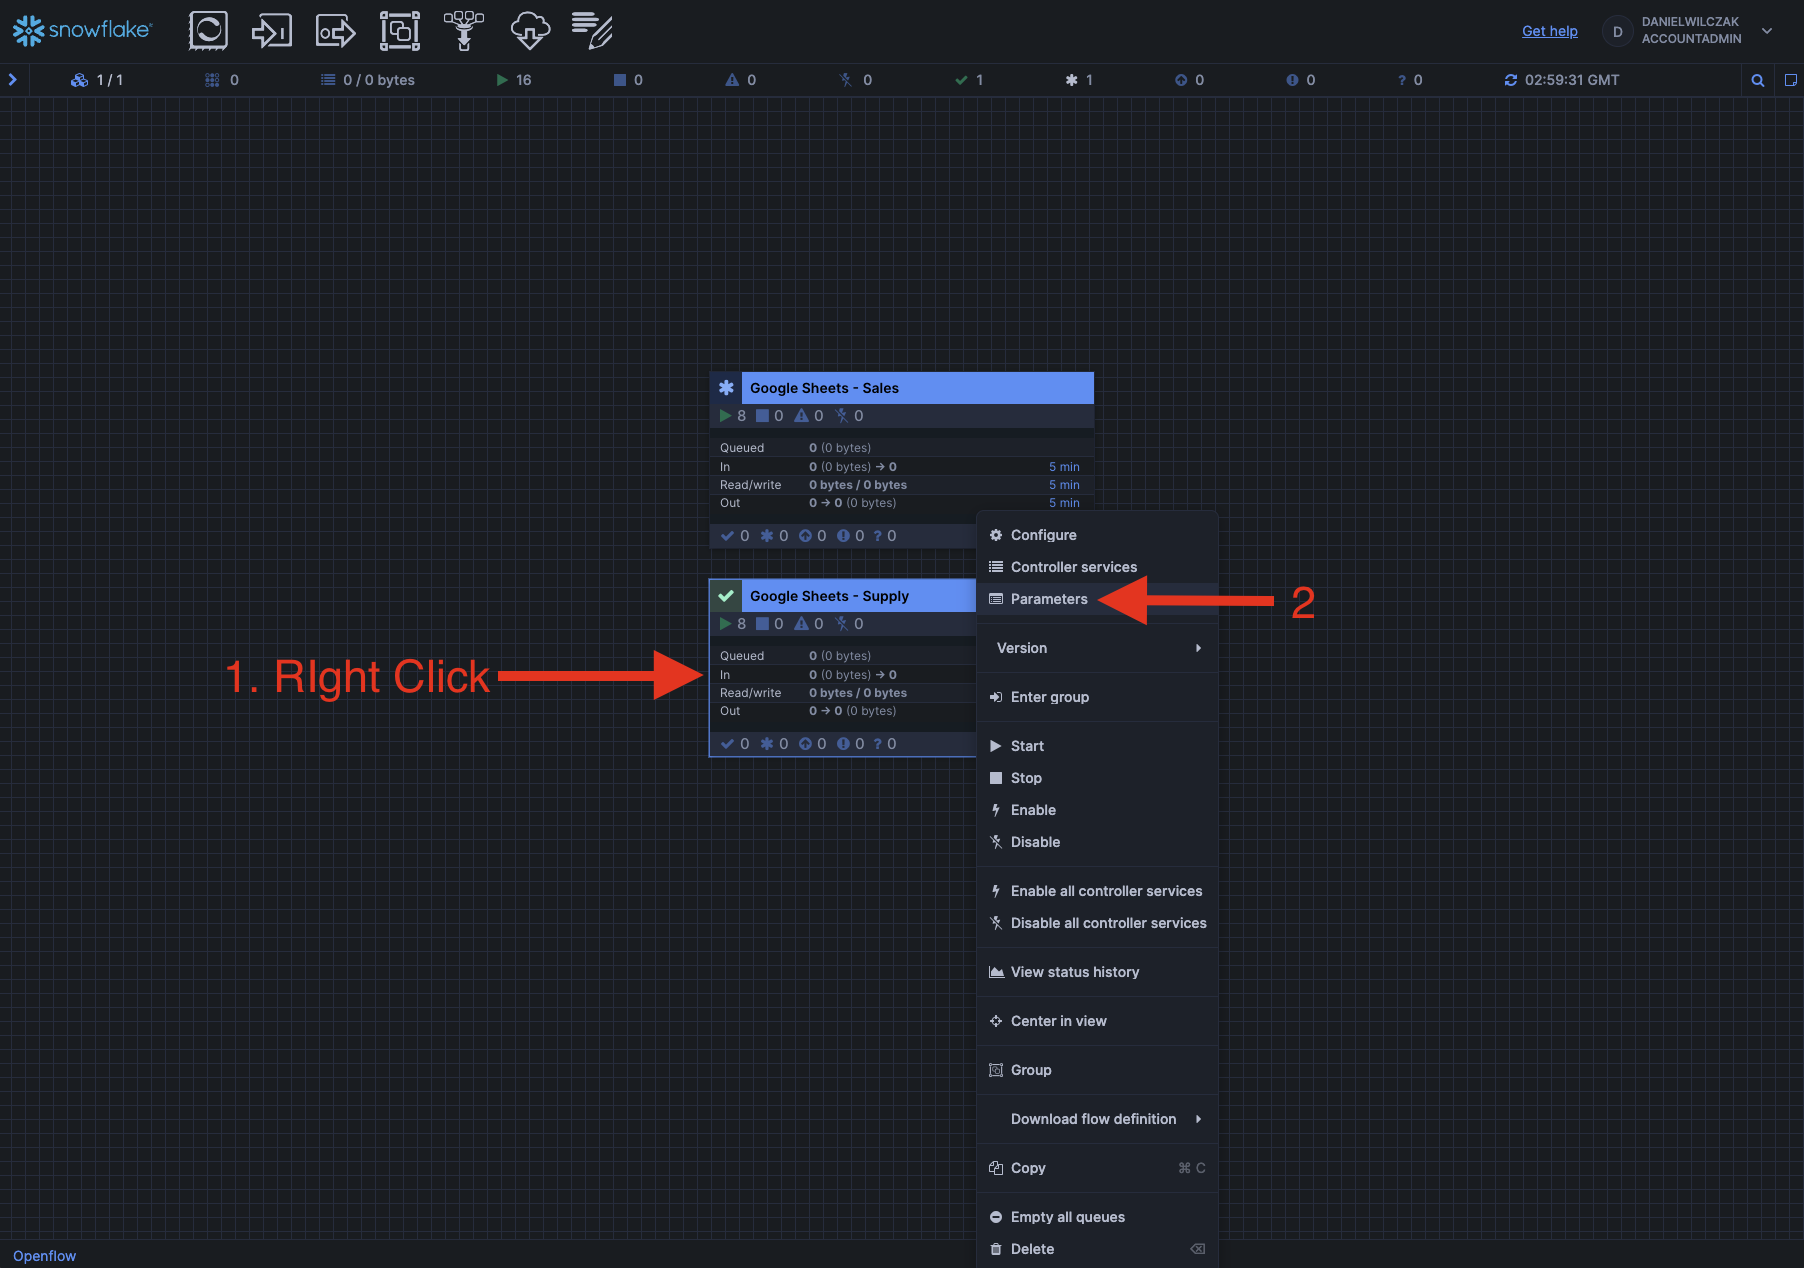 snowflake
Get help
D
DANIELWILCZAK
ACCOUNTADMIN
1 / 1
0
0 / 0 bytes
16
0
0
0
1
1
0
0
? 0
02:59:31 GMT
Google Sheets - Sales
8 0 0 0
Queued 0 (0 bytes)
In 0 (0 bytes) → 0 5 min
Read/write 0 bytes / 0 bytes 5 min
Out 0 → 0 (0 bytes) 5 min
0 0 0 0 ? 0
Google Sheets - Supply
8 0 0 0
Queued 0 (0 bytes)
In 0 (0 bytes) → 0
Read/write 0 bytes / 0 bytes
Out 0 → 0 (0 bytes)
0 0 0 0 ? 0
1. RIght Click
2
Configure
Controller services
Parameters
Version
Enter group
Start
Stop
Enable
Disable
Enable all controller services
Disable all controller services
View status history
Center in view
Group
Download flow definition
Copy ⌘ C
Empty all queues
Delete
Openflow